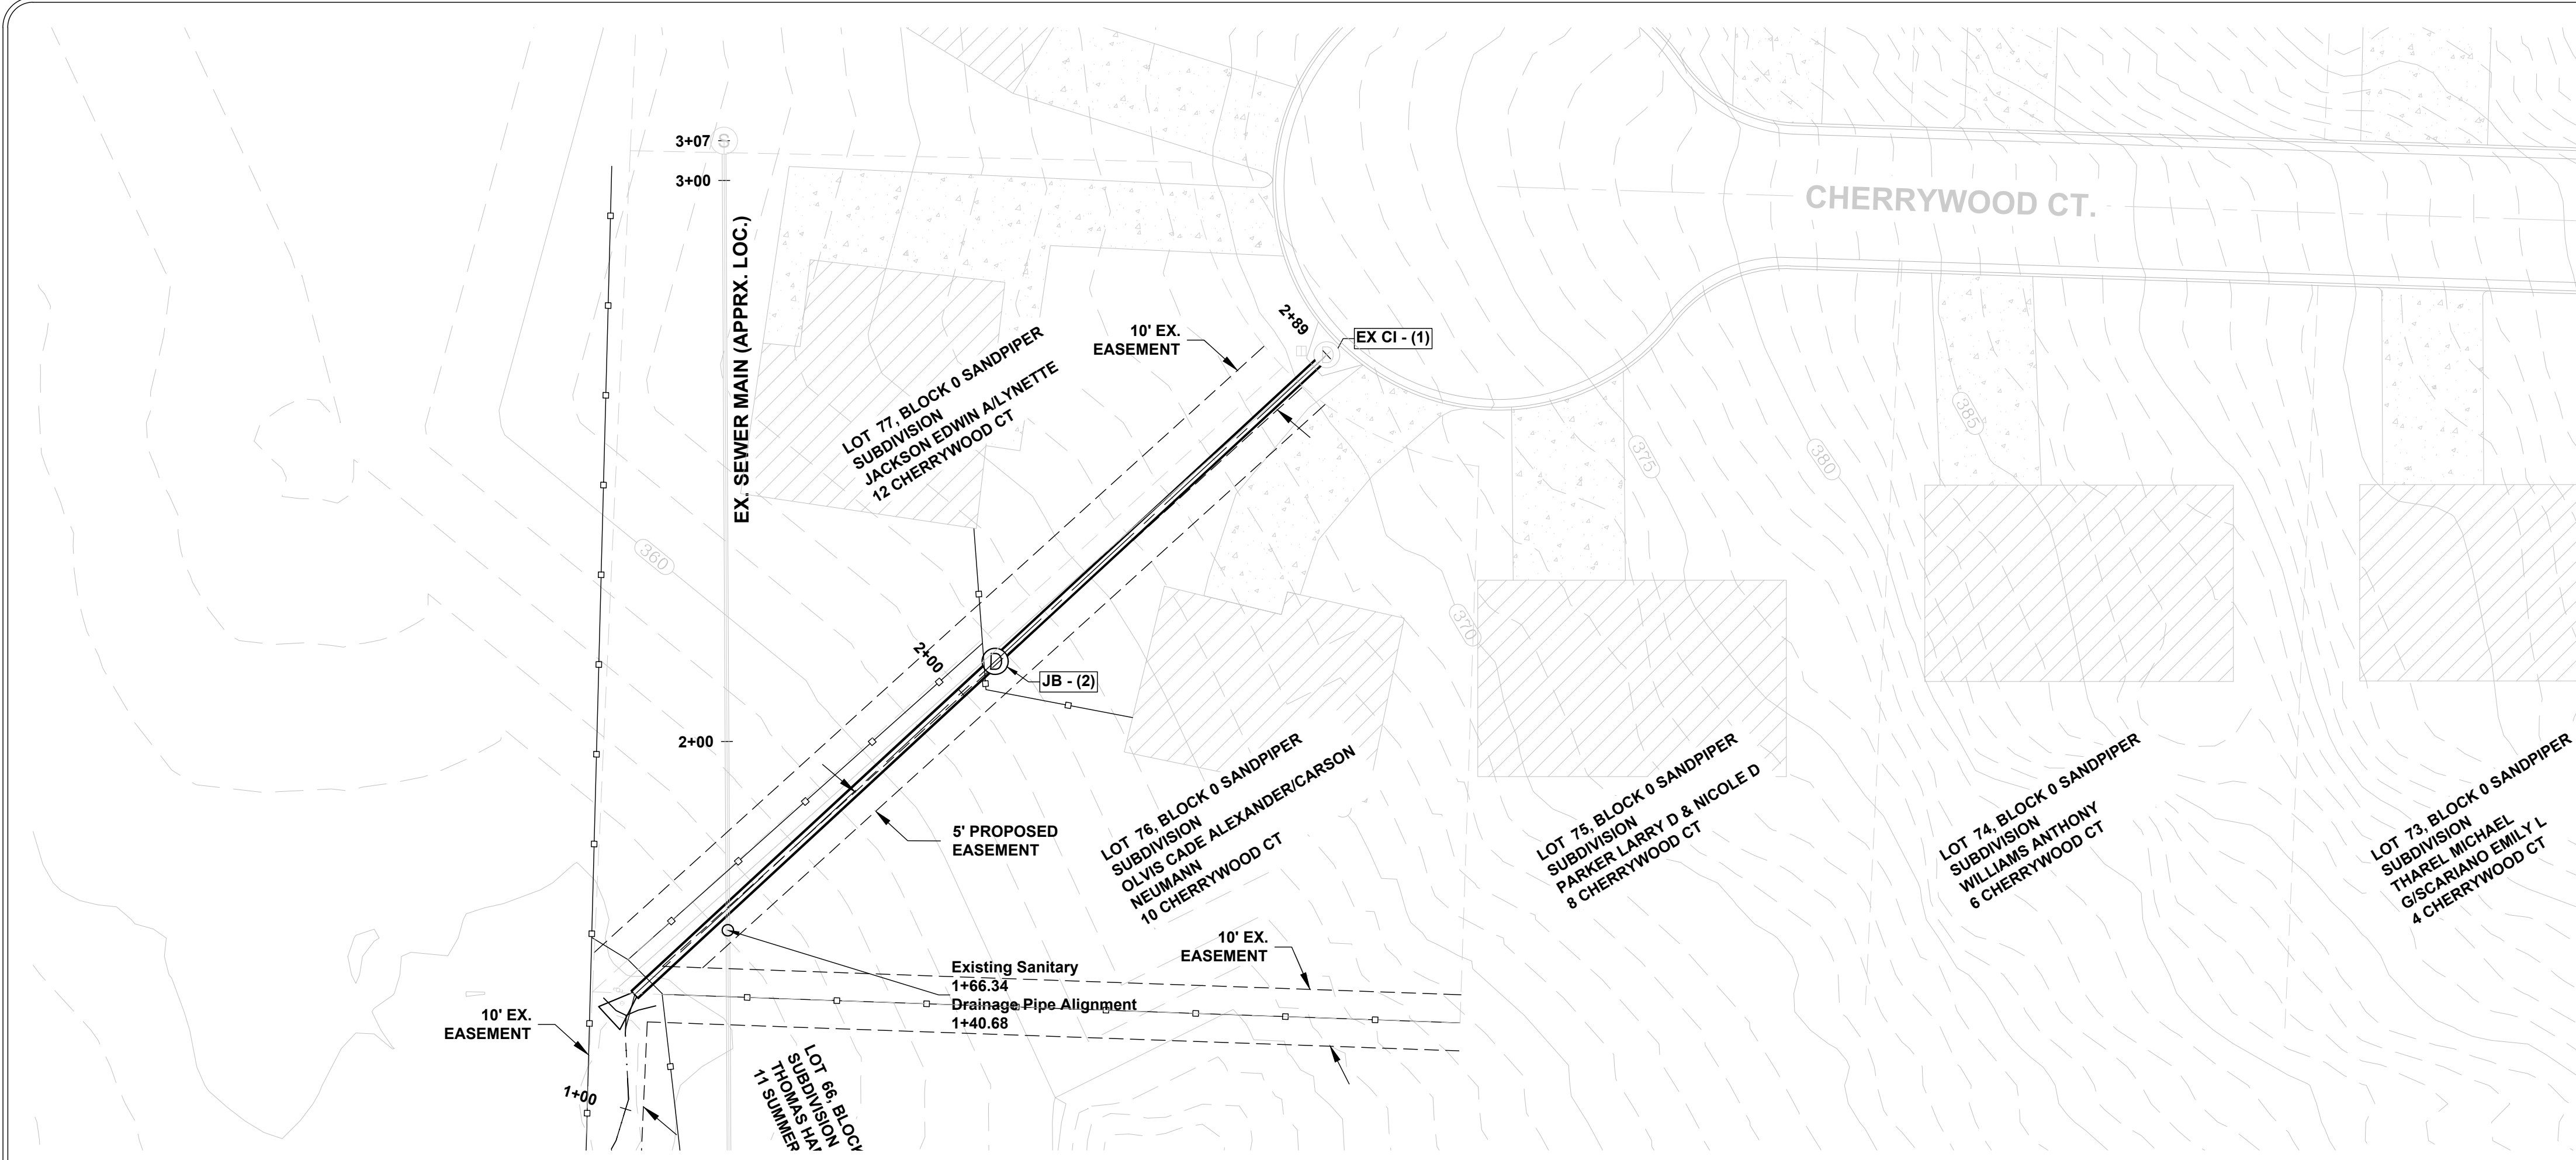 3+07
S
3+00
EX. SEWER MAIN (APPRX. LOC.)
CHERRYWOOD CT.
2+89
EX CI - (1)
10' EX.
EASEMENT
LOT 77, BLOCK 0 SANDPIPER
SUBDIVISION
JACKSON EDWIN A/LYNETTE
12 CHERRYWOOD CT
385
375
380
360
370
2+00
D
JB - (2)
2+00
5' PROPOSED
EASEMENT
LOT 76, BLOCK 0 SANDPIPER
SUBDIVISION
OLVIS CADE ALEXANDER/CARSON
NEUMANN
10 CHERRYWOOD CT
LOT 75, BLOCK 0 SANDPIPER
SUBDIVISION
PARKER LARRY D & NICOLE D
8 CHERRYWOOD CT
LOT 74, BLOCK 0 SANDPIPER
SUBDIVISION
WILLIAMS ANTHONY
6 CHERRYWOOD CT
LOT 73, BLOCK 0 SANDPIPER
SUBDIVISION
THAREL MICHAEL
G/SCARIANO EMILY L
4 CHERRYWOOD CT
10' EX.
EASEMENT
Existing Sanitary
1+66.34
Drainage Pipe Alignment
1+40.68
10' EX.
EASEMENT
1+00
LOT 66, BLOCK
SUBDIVISION
THOMAS
11 SUMMER